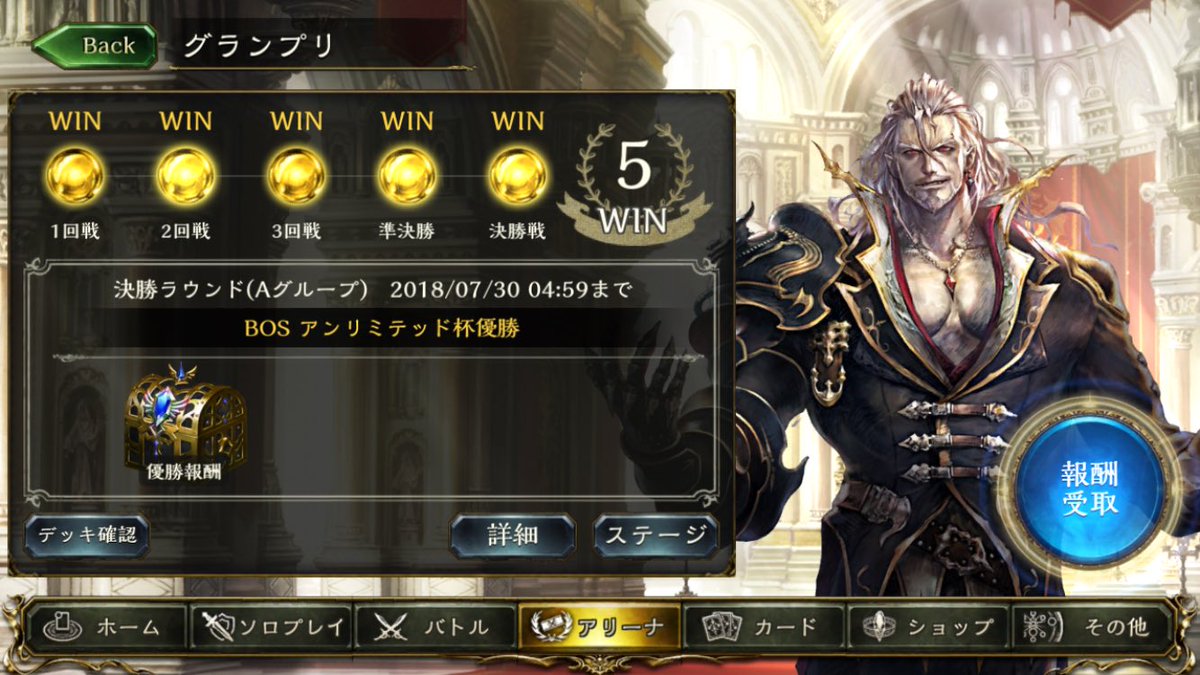 Back
グランプリ
WIN WIN WIN WIN WIN
1回戦 2回戦 3回戦 準決勝 決勝戦
5
WIN
決勝ラウンド(Aグループ) 2018/07/30 04:59まで
BOS アンリミテッド杯優勝
優勝報酬
報酬
受取
デッキ確認 詳細 ステージ
ホーム ソロプレイ バトル アリーナ カード ショップ その他